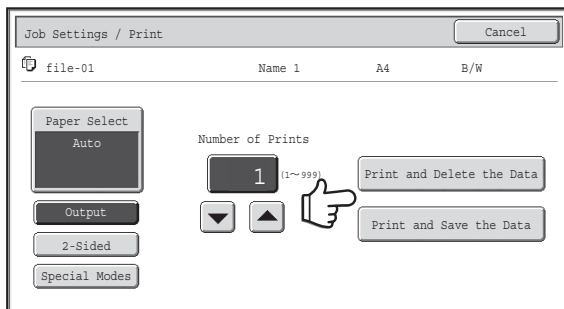 Job Settings / Print
Cancel
file-01 Name 1 A4 B/W
Paper Select
Auto
Number of Prints
1 (1~999)
Print and Delete the Data
Output
Print and Save the Data
2-Sided
Special Modes